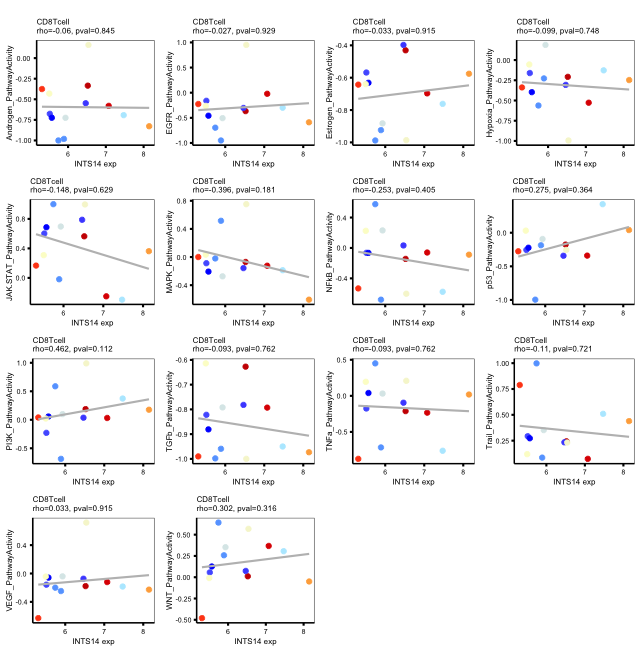 CD8Tcell
rho=-0.06, pval=0.845
Androgen_PathwayActivity
0.00
-0.25
-0.50
-0.75
-1.00
6
7
8
INTS14 exp
CD8Tcell
rho=-0.027, pval=0.929
EGFR_PathwayActivity
1.0
0.5
0.0
-0.5
-1.0
6
7
8
INTS14 exp
CD8Tcell
rho=-0.033, pval=0.915
Estrogen_PathwayActivity
-0.4
-0.6
-0.8
-1.0
6
7
8
INTS14 exp
CD8Tcell
rho=-0.099, pval=0.748
Hypoxia_PathwayActivity
0.00
-0.25
-0.50
-0.75
-1.00
6
7
8
INTS14 exp
CD8Tcell
rho=-0.148, pval=0.629
JAK.STAT_PathwayActivity
1.00
0.75
0.50
0.25
0.00
-0.25
6
7
8
INTS14 exp
CD8Tcell
rho=-0.396, pval=0.181
MAPK_PathwayActivity
0.8
0.4
0.0
-0.4
6
7
8
INTS14 exp
CD8Tcell
rho=-0.253, pval=0.405
NFkB_PathwayActivity
0.4
0.0
-0.4
6
7
8
INTS14 exp
CD8Tcell
rho=0.275, pval=0.364
p53_PathwayActivity
0.5
0.0
-0.5
-1.0
6
7
8
INTS14 exp
CD8Tcell
rho=0.462, pval=0.112
PI3K_PathwayActivity
1.0
0.5
0.0
-0.5
6
7
8
INTS14 exp
CD8Tcell
rho=-0.093, pval=0.762
TGFb_PathwayActivity
-0.6
-0.7
-0.8
-0.9
-1.0
6
7
8
INTS14 exp
CD8Tcell
rho=-0.093, pval=0.762
TNFa_PathwayActivity
0.5
0.0
-0.5
6
7
8
INTS14 exp
CD8Tcell
rho=-0.11, pval=0.721
Trail_PathwayActivity
1.00
0.75
0.50
0.25
6
7
8
INTS14 exp
CD8Tcell
rho=0.033, pval=0.915
VEGF_PathwayActivity
0.4
0.0
-0.4
6
7
8
INTS14 exp
CD8Tcell
rho=0.302, pval=0.316
WNT_PathwayActivity
0.50
0.25
0.00
-0.25
-0.50
6
7
8
INTS14 exp